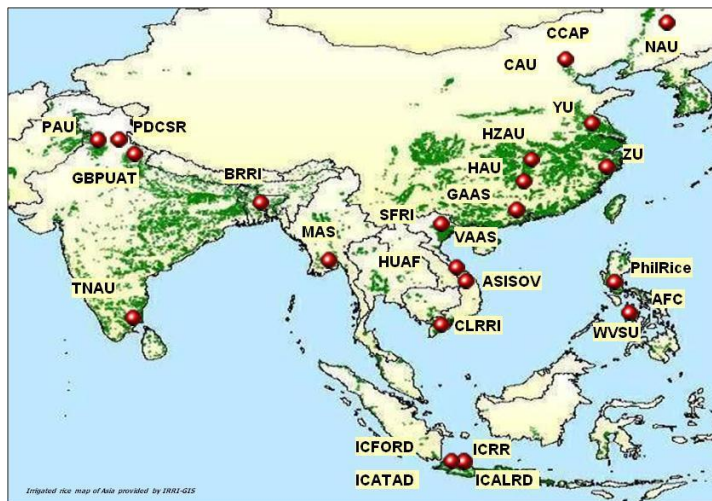 CCAP
NAU
CAU
YU
PAU
PDCSR
HZAU
ZU
HAU
GBPUAT
BRRI
GAAS
SFRI
MAS
VAAS
HUAF
PhilRice
ASISOV
TNAU
AFC
CLRRI
WVSU
ICFORD
ICRR
ICATAD
ICALRD
Irrigated rice map of Asia provided by IRRI-GIS